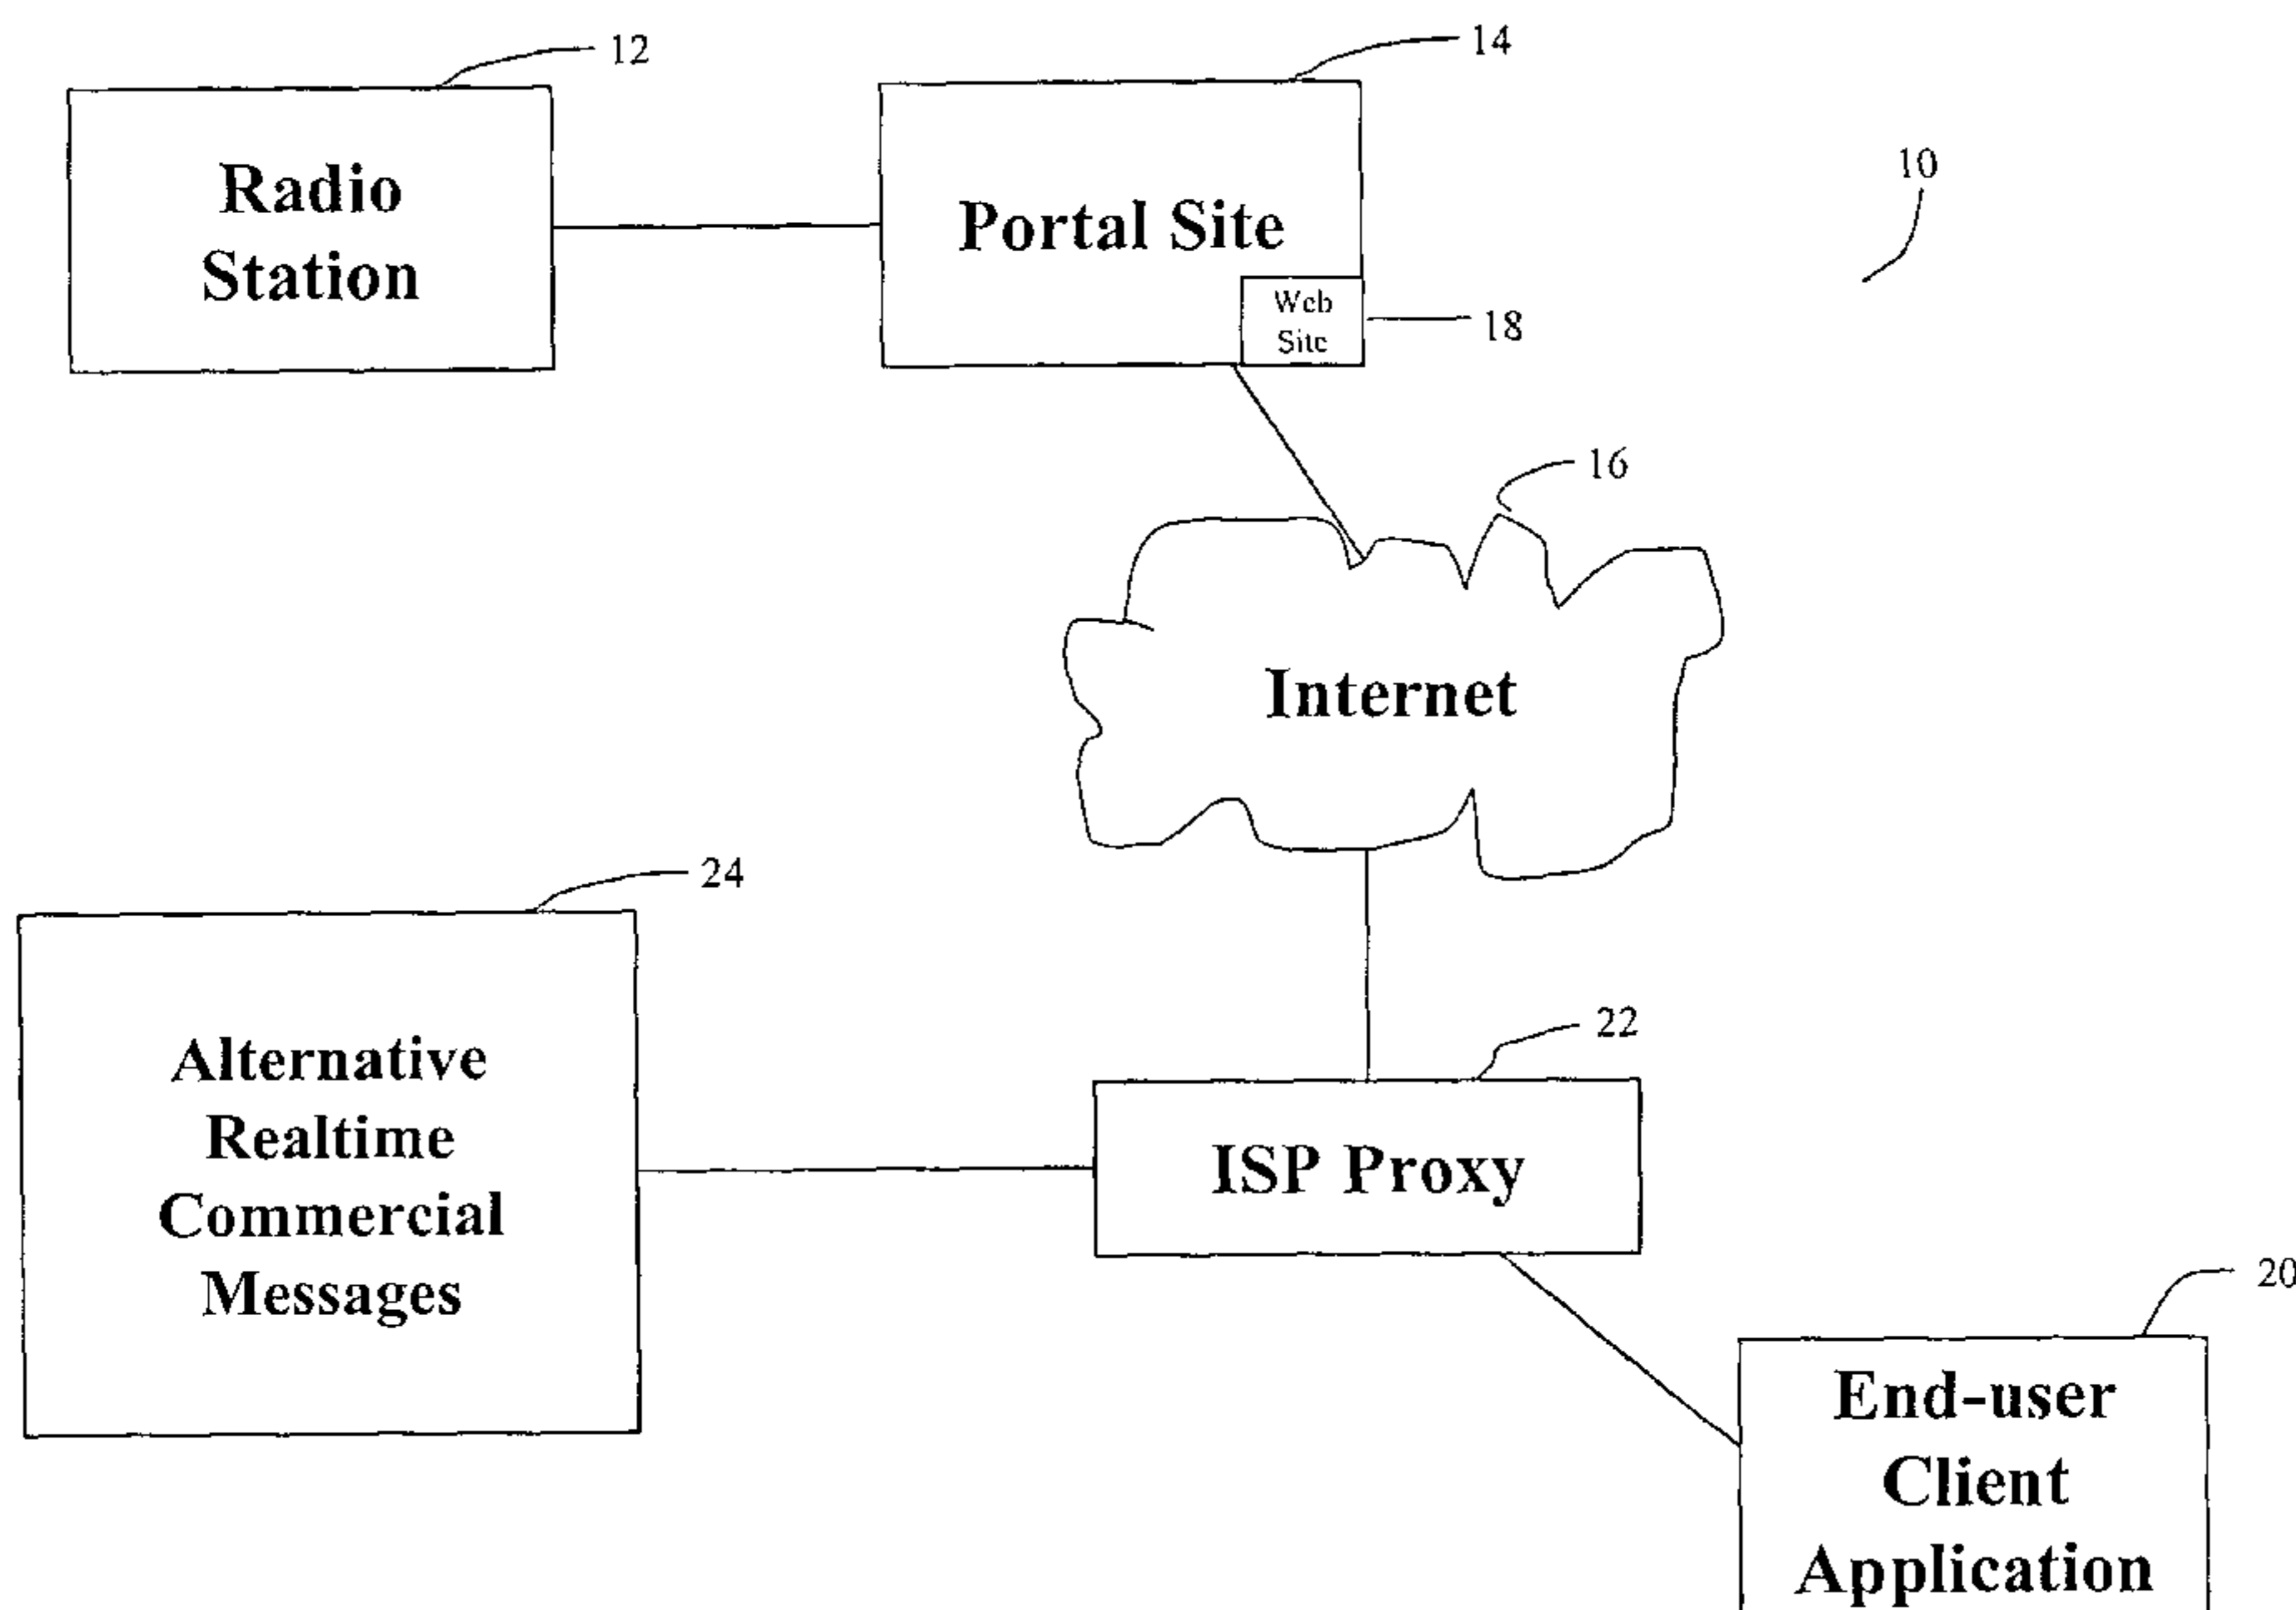 12
14
10
Radio
Station
Portal Site
Web
Site
18
16
Internet
24
22
Alternative
Realtime
Commercial
Messages
ISP Proxy
20
End-user
Client
Application